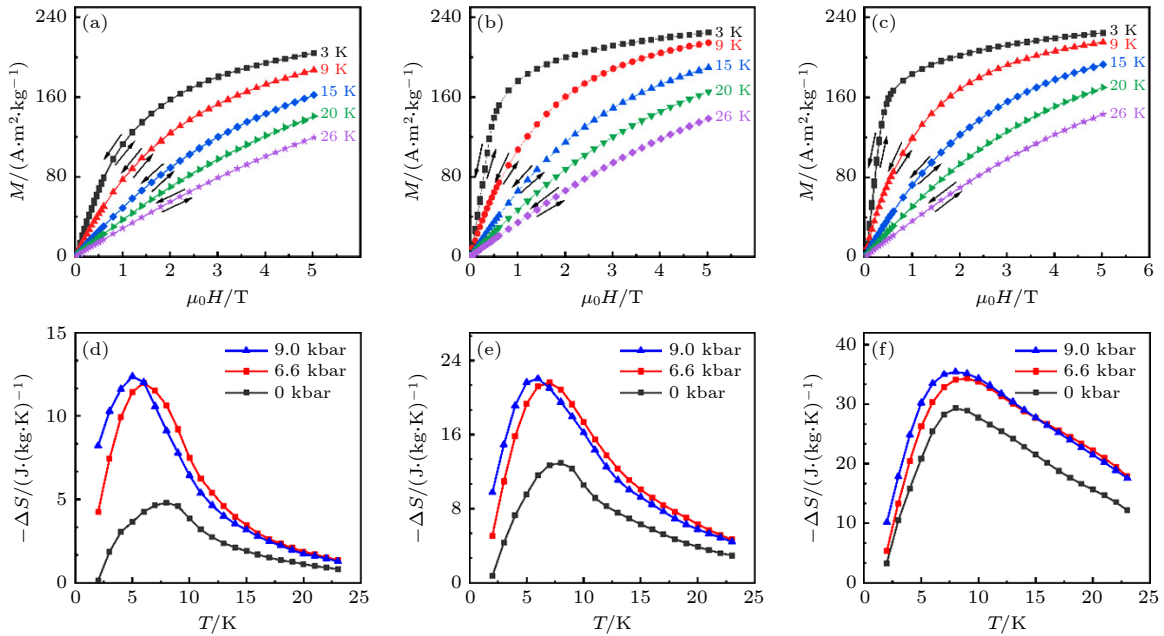 (a)
240
160
80
0
M/(A·m²·kg⁻¹)
3 K
9 K
15 K
20 K
26 K
0 1 2 3 4 5
μ₀H/T
(b)
240
160
80
0
M/(A·m²·kg⁻¹)
3 K
9 K
15 K
20 K
26 K
0 1 2 3 4 5
μ₀H/T
(c)
240
160
80
0
M/(A·m²·kg⁻¹)
3 K
9 K
15 K
20 K
26 K
0 1 2 3 4 5 6
μ₀H/T
(d)
15
10
5
0
−ΔS/(J·(kg·K)⁻¹)
9.0 kbar
6.6 kbar
0 kbar
0 5 10 15 20 25
T/K
(e)
24
16
8
0
−ΔS/(J·(kg·K)⁻¹)
9.0 kbar
6.6 kbar
0 kbar
0 5 10 15 20 25
T/K
(f)
40
30
20
10
0
−ΔS/(J·(kg·K)⁻¹)
9.0 kbar
6.6 kbar
0 kbar
0 5 10 15 20 25
T/K